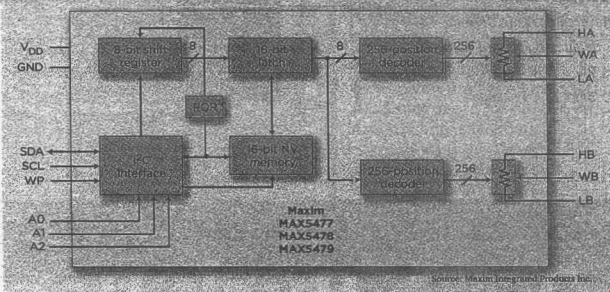 VDD
GND
SDA
SCL
WP
A0
A1
A2
8-bit shift
register
8
16-bit
latch
8
256-position
decoder
256
HA
WA
LA
POR
I²C
interface
16-bit NV
memory
256-position
decoder
256
HB
WB
LB
Maxim
MAX5477
MAX5478
MAX5479
Source: Maxim Integrated Products Inc.